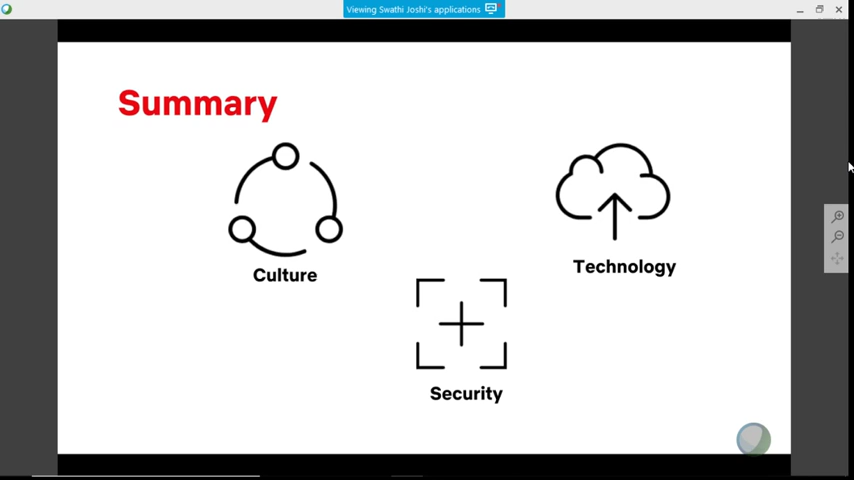 Viewing Swathi Joshi's applications
Summary
Culture
Technology
Security